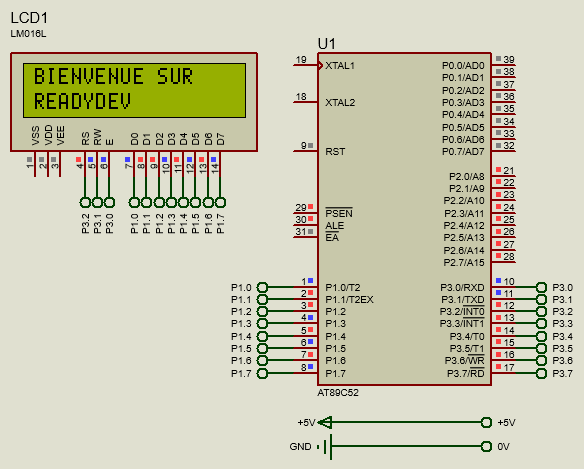 LCD1
LM016L
BIENVENUE SUR
READYDEV
VSS VDD VEE RS RW E D0 D1 D2 D3 D4 D5 D6 D7
1 2 3 4 5 6 7 8 9 10 11 12 13 14
P3.2 P3.1 P3.0 P1.0 P1.1 P1.2 P1.3 P1.4 P1.5 P1.6 P1.7
U1
19 XTAL1 P0.0/AD0 39
P0.1/AD1 38
P0.2/AD2 37
18 XTAL2 P0.3/AD3 36
P0.4/AD4 35
P0.5/AD5 34
P0.6/AD6 33
9 RST P0.7/AD7 32
P2.0/A8 21
P2.1/A9 22
P2.2/A10 23
29 PSEN P2.3/A11 24
30 ALE P2.4/A12 25
31 EA P2.5/A13 26
P2.6/A14 27
P2.7/A15 28
P1.0 1 P1.0/T2 P3.0/RXD 10 P3.0
P1.1 2 P1.1/T2EX P3.1/TXD 11 P3.1
P1.2 3 P1.2 P3.2/INT0 12 P3.2
P1.3 4 P1.3 P3.3/INT1 13 P3.3
P1.4 5 P1.4 P3.4/T0 14 P3.4
P1.5 6 P1.5 P3.5/T1 15 P3.5
P1.6 7 P1.6 P3.6/WR 16 P3.6
P1.7 8 P1.7 P3.7/RD 17 P3.7
AT89C52
+5V +5V
GND 0V